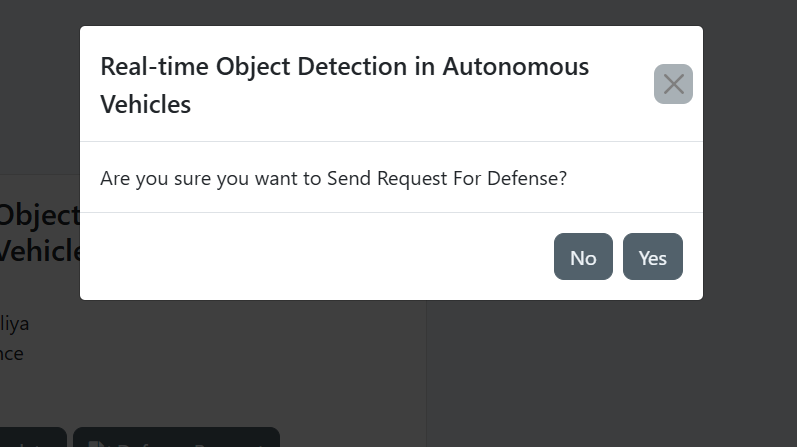 Real-time Object Detection in Autonomous
Vehicles
Are you sure you want to Send Request For Defense?
No
Yes
Object
Vehicle
liya
nce